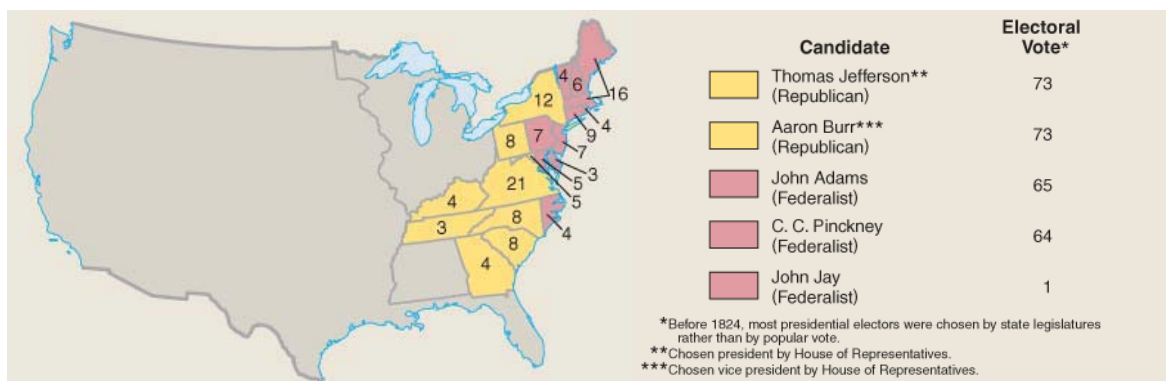 4
6
16
12
4
9
7
8
7
3
5
21
5
4
8
3
4
8
4
Candidate
Electoral
Vote*
Thomas Jefferson**
(Republican)
73
Aaron Burr***
(Republican)
73
John Adams
(Federalist)
65
C. C. Pinckney
(Federalist)
64
John Jay
(Federalist)
1
*Before 1824, most presidential electors were chosen by state legislatures
rather than by popular vote.
**Chosen president by House of Representatives.
***Chosen vice president by House of Representatives.